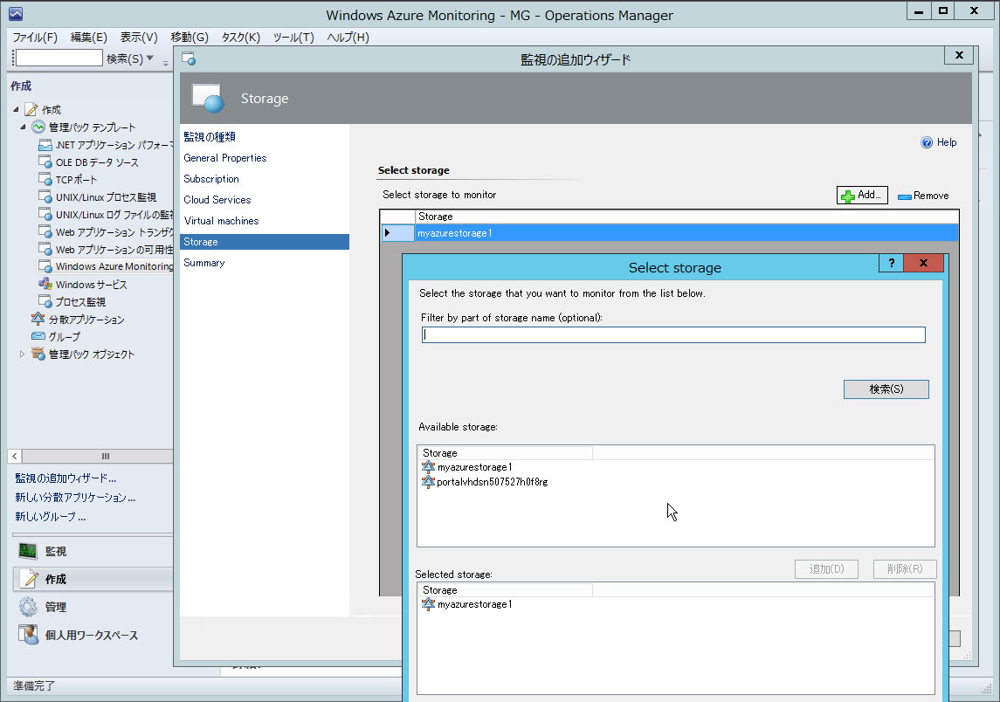 Windows Azure Monitoring - MG - Operations Manager
ファイル(F) 編集(E) 表示(V) 移動(G) タスク(K) ツール(T) ヘルプ(H)
検索(S)
監視の追加ウィザード
作成
作成
管理パック テンプレート
.NET アプリケーション パフォーマ
OLE DB データ ソース
TCPポート
UNIX/Linux プロセス監視
UNIX/Linux ログ ファイルの監視
Web アプリケーション トランザク
Web アプリケーションの可用性
Windows Azure Monitoring
Windows サービス
プロセス監視
分散アプリケーション
グループ
管理パック オブジェクト
監視の追加ウィザード...
新しい分散アプリケーション...
新しいグループ...
監視
作成
管理
個人用ワークスペース
準備完了
Storage
監視の種類
General Properties
Subscription
Cloud Services
Virtual machines
Storage
Summary
Help
Select storage
Select storage to monitor
Add...
Remove
Storage
myazurestorage1
Select storage
?
Select the storage that you want to monitor from the list below.
Filter by part of storage name (optional):
検索(S)
Available storage:
Storage
myazurestorage1
portalvhdsn507527h0f8rg
追加(D)
削除(R)
Selected storage:
Storage
myazurestorage1